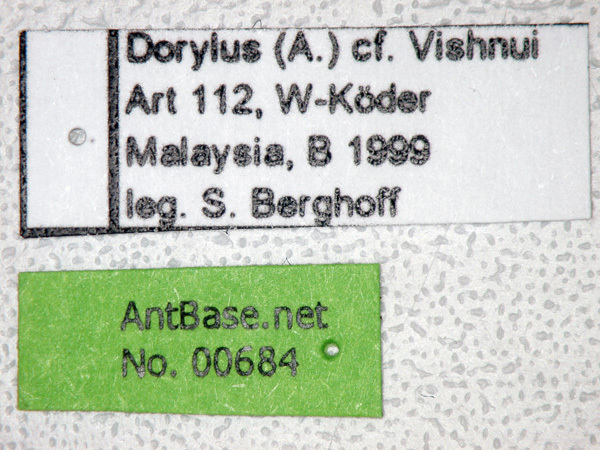 Dorylus (A.) cf. Vishnui
Art 112, W-Köder
Malaysia, B 1999
leg. S. Berghoff
AntBase.net
No. 00684